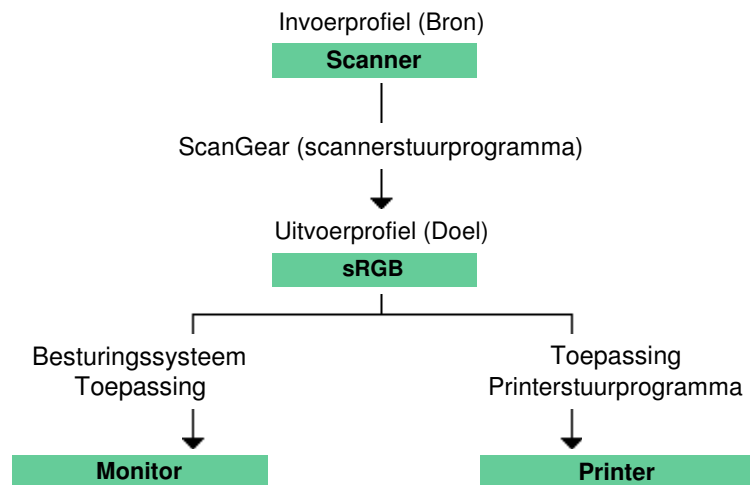 Invoerprofiel (Bron)
Scanner
ScanGear (scannerstuurprogramma)
Uitvoerprofiel (Doel)
sRGB
Besturingssysteem
Toepassing
Toepassing
Printerstuurprogramma
Monitor
Printer